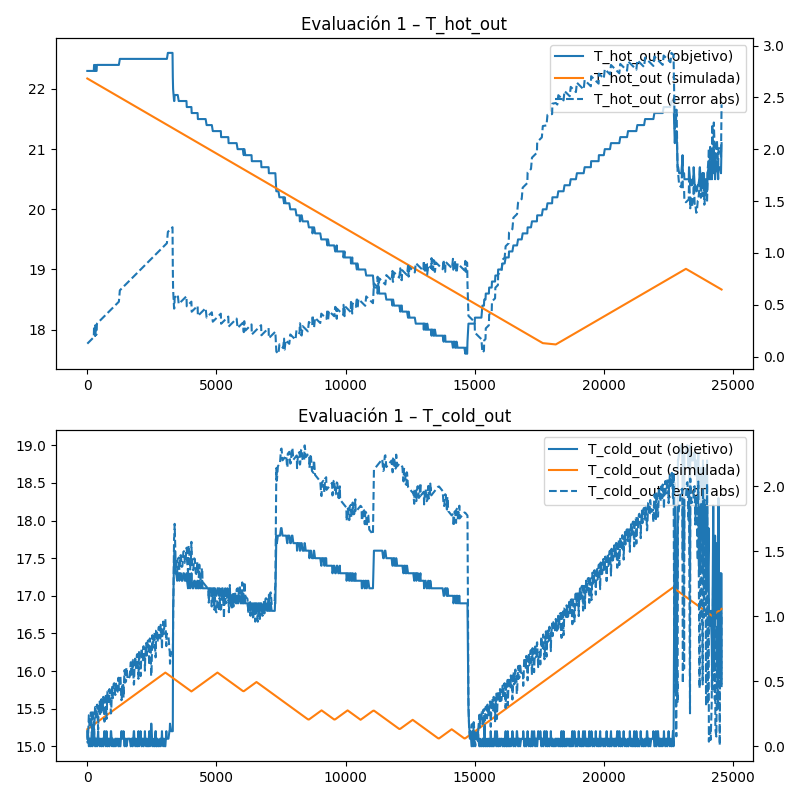 Evaluación 1 – T_hot_out
T_hot_out (objetivo)
T_hot_out (simulada)
T_hot_out (error abs)
22
21
20
19
18
3.0
2.5
2.0
1.5
1.0
0.5
0.0
0 5000 10000 15000 20000 25000
Evaluación 1 – T_cold_out
T_cold_out (objetivo)
T_cold_out (simulada)
T_cold_out (error abs)
19.0
18.5
18.0
17.5
17.0
16.5
16.0
15.5
15.0
2.0
1.5
1.0
0.5
0.0
0 5000 10000 15000 20000 25000